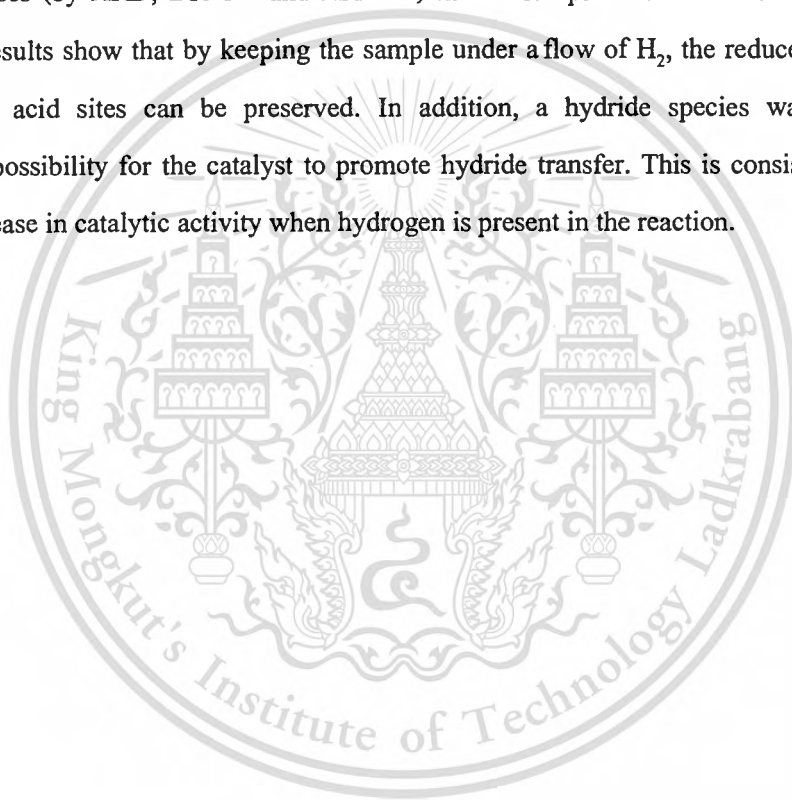 esults show that by keeping the sample under a flow of H₂, the reduce
acid sites can be preserved. In addition, a hydride species wa
possibility for the catalyst to promote hydride transfer. This is consis
ease in catalytic activity when hydrogen is present in the reaction.
King Mongkut's Institute of Technology Ladkrabang